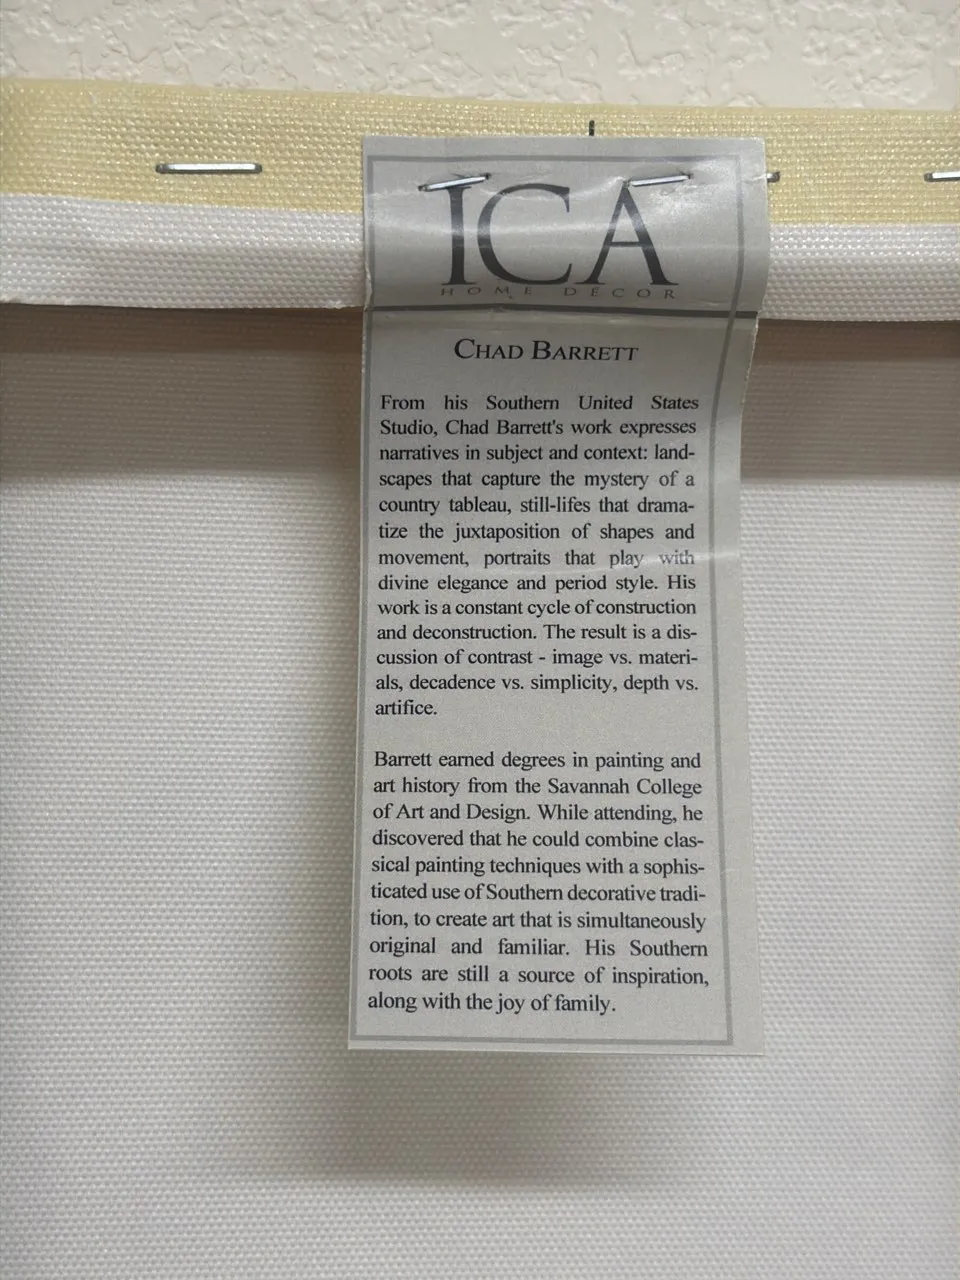 ICA
HOME DÉCOR
CHAD BARRETT
From his Southern United States
Studio, Chad Barrett's work expresses
narratives in subject and context: land-
scapes that capture the mystery of a
country tableau, still-lifes that drama-
tize the juxtaposition of shapes and
movement, portraits that play with
divine elegance and period style. His
work is a constant cycle of construction
and deconstruction. The result is a dis-
cussion of contrast - image vs. materi-
als, decadence vs. simplicity, depth vs.
artifice.
Barrett earned degrees in painting and
art history from the Savannah College
of Art and Design. While attending, he
discovered that he could combine clas-
sical painting techniques with a sophis-
ticated use of Southern decorative tradi-
tion, to create art that is simultaneously
original and familiar. His Southern
roots are still a source of inspiration,
along with the joy of family.